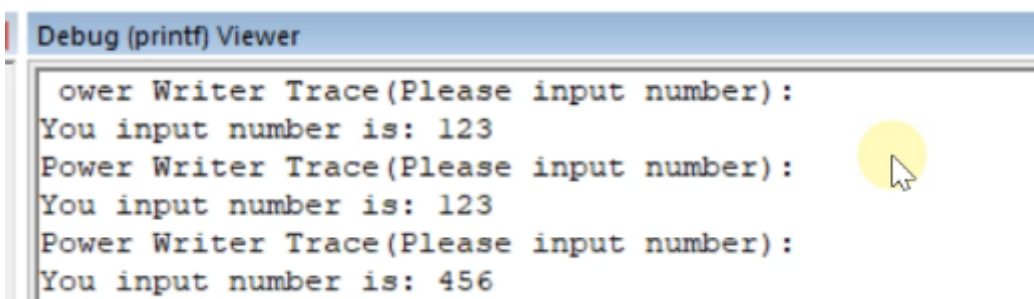 Debug (printf) Viewer
ower Writer Trace(Please input number):
You input number is: 123
Power Writer Trace(Please input number):
You input number is: 123
Power Writer Trace(Please input number):
You input number is: 456